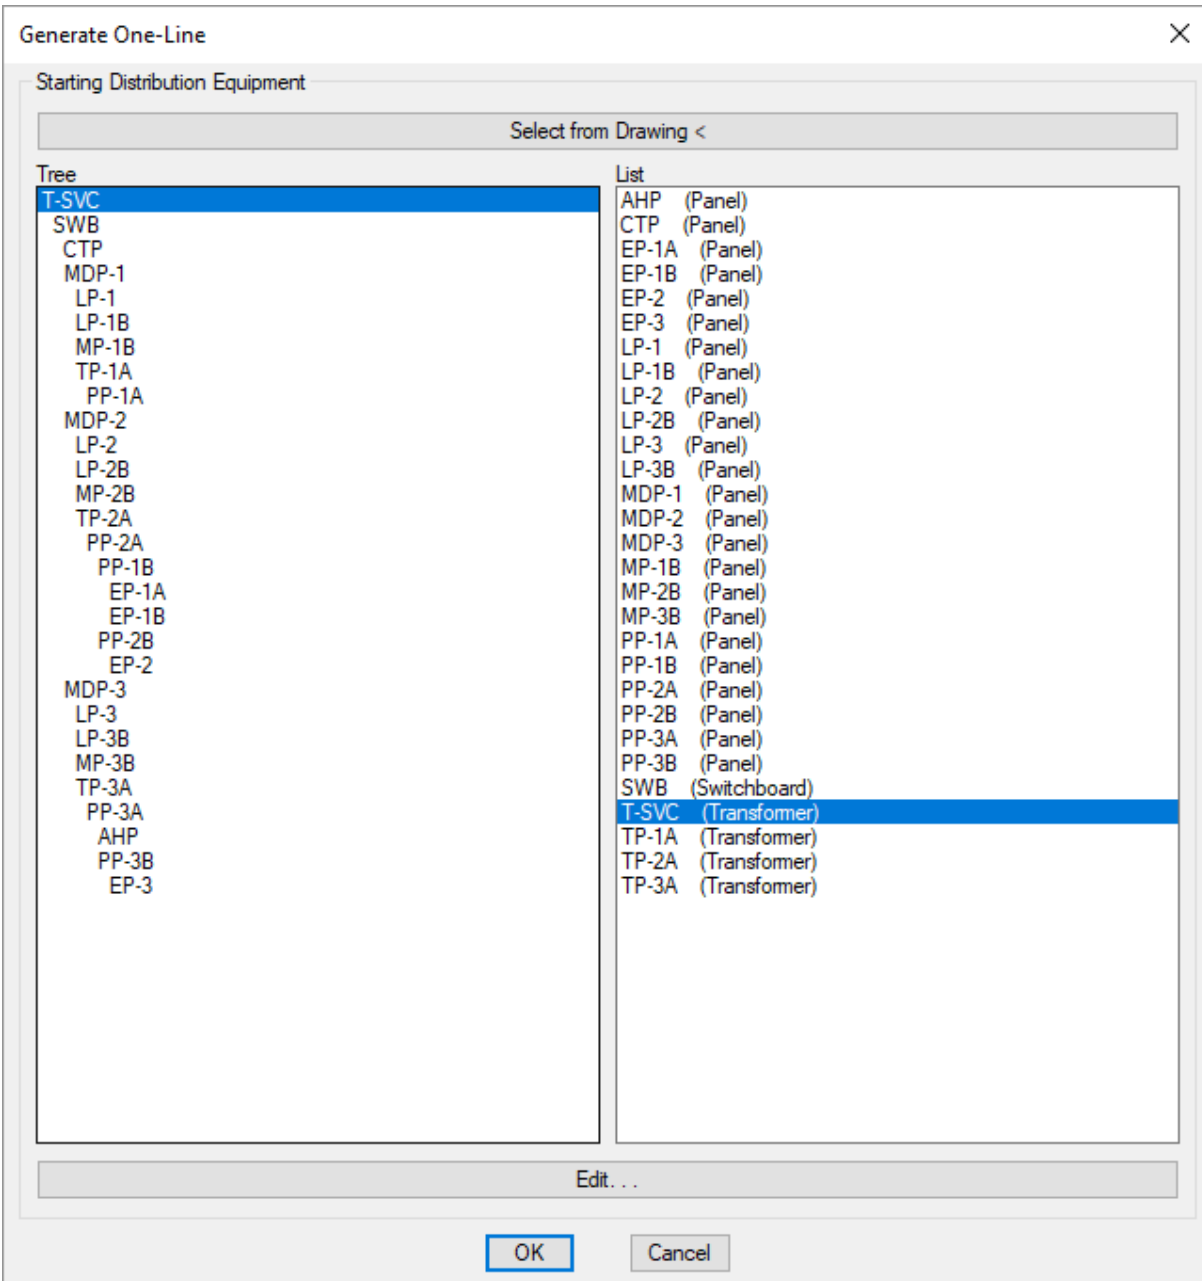 Generate One-Line
Starting Distribution Equipment
Select from Drawing <
Tree
T-SVC
SWB
CTP
MDP-1
LP-1
LP-1B
MP-1B
TP-1A
PP-1A
MDP-2
LP-2
LP-2B
MP-2B
TP-2A
PP-2A
PP-1B
EP-1A
EP-1B
PP-2B
EP-2
MDP-3
LP-3
LP-3B
MP-3B
TP-3A
PP-3A
AHP
PP-3B
EP-3
List
AHP (Panel)
CTP (Panel)
EP-1A (Panel)
EP-1B (Panel)
EP-2 (Panel)
EP-3 (Panel)
LP-1 (Panel)
LP-1B (Panel)
LP-2 (Panel)
LP-2B (Panel)
LP-3 (Panel)
LP-3B (Panel)
MDP-1 (Panel)
MDP-2 (Panel)
MDP-3 (Panel)
MP-1B (Panel)
MP-2B (Panel)
MP-3B (Panel)
PP-1A (Panel)
PP-1B (Panel)
PP-2A (Panel)
PP-2B (Panel)
PP-3A (Panel)
PP-3B (Panel)
SWB (Switchboard)
T-SVC (Transformer)
TP-1A (Transformer)
TP-2A (Transformer)
TP-3A (Transformer)
Edit. . .
OK
Cancel